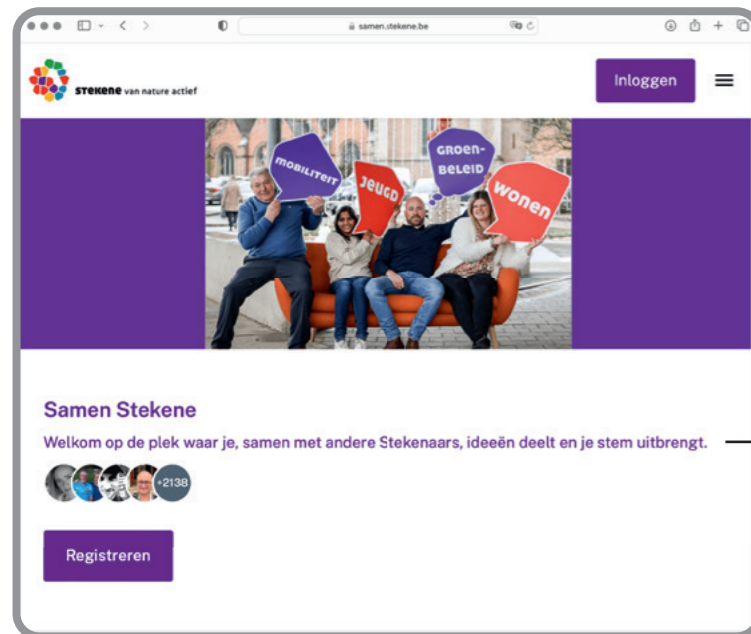 samen.stekene.be
Inloggen
stekene van nature actief
MOBILITEIT
JEUGD
GROEN-
BELEID
WONEN
Samen Stekene
Welkom op de plek waar je, samen met andere Stekenaars, ideeën deelt en je stem uitbrengt.
+2138
Registreren